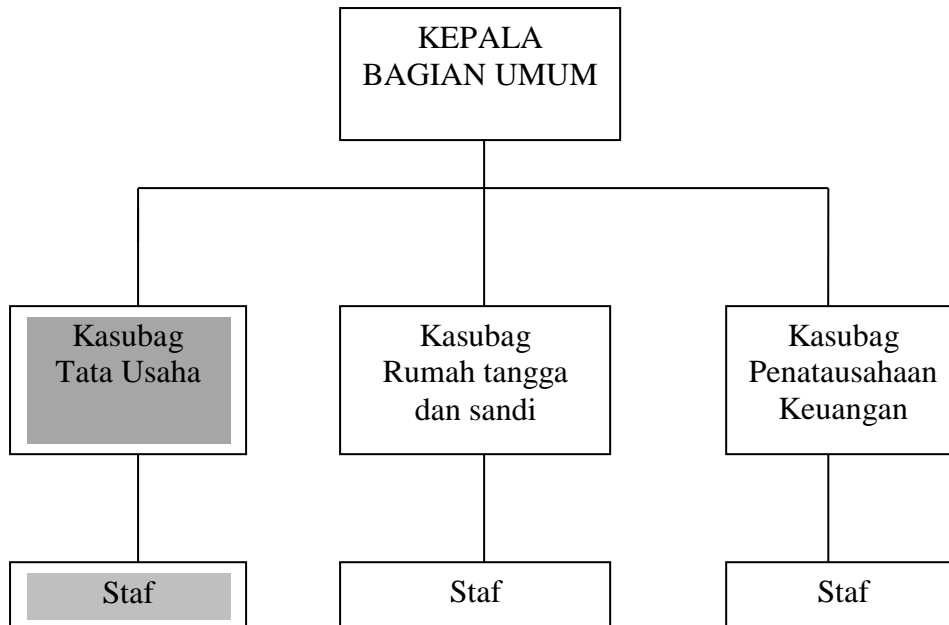 KEPALA
BAGIAN UMUM
Kasubag
Tata Usaha
Kasubag
Rumah tangga
dan sandi
Kasubag
Penatausahaan
Keuangan
Staf
Staf
Staf